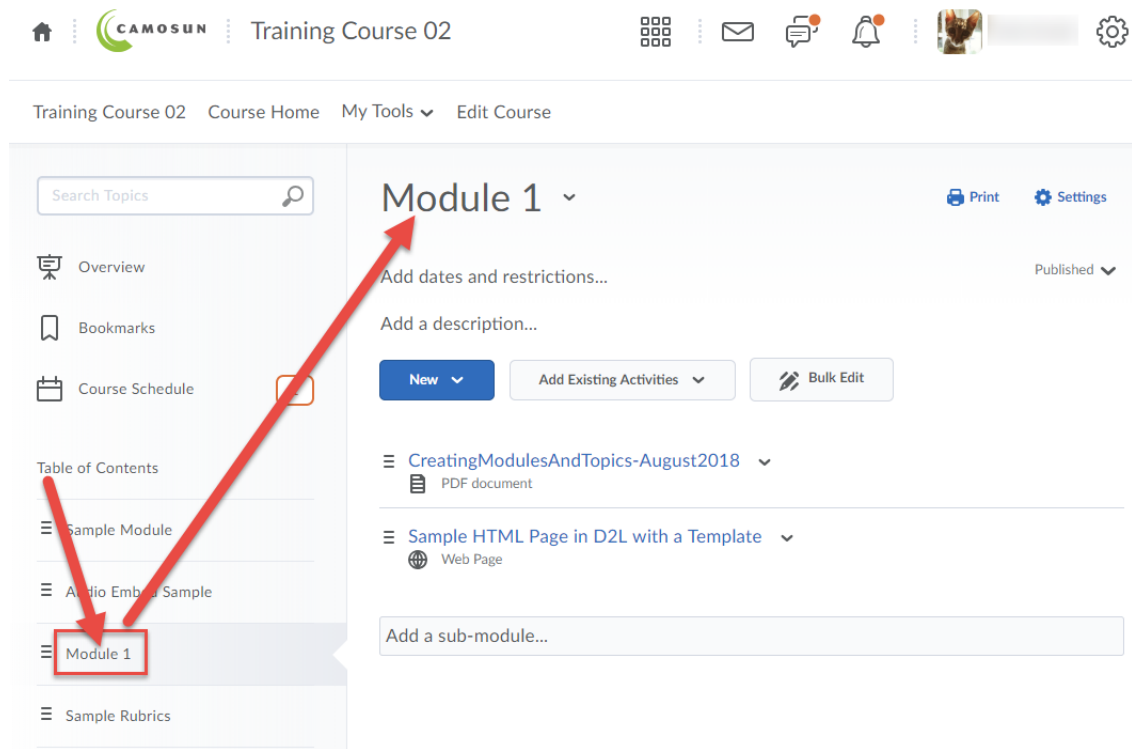 CAMOSUN
Training Course 02
Training Course 02 Course Home My Tools Edit Course
Search Topics
Overview
Bookmarks
Course Schedule
Table of Contents
Sample Module
Audio Embed Sample
Module 1
Sample Rubrics
Module 1
Print Settings
Add dates and restrictions...
Published
Add a description...
New Add Existing Activities Bulk Edit
CreatingModulesAndTopics-August2018
PDF document
Sample HTML Page in D2L with a Template
Web Page
Add a sub-module...